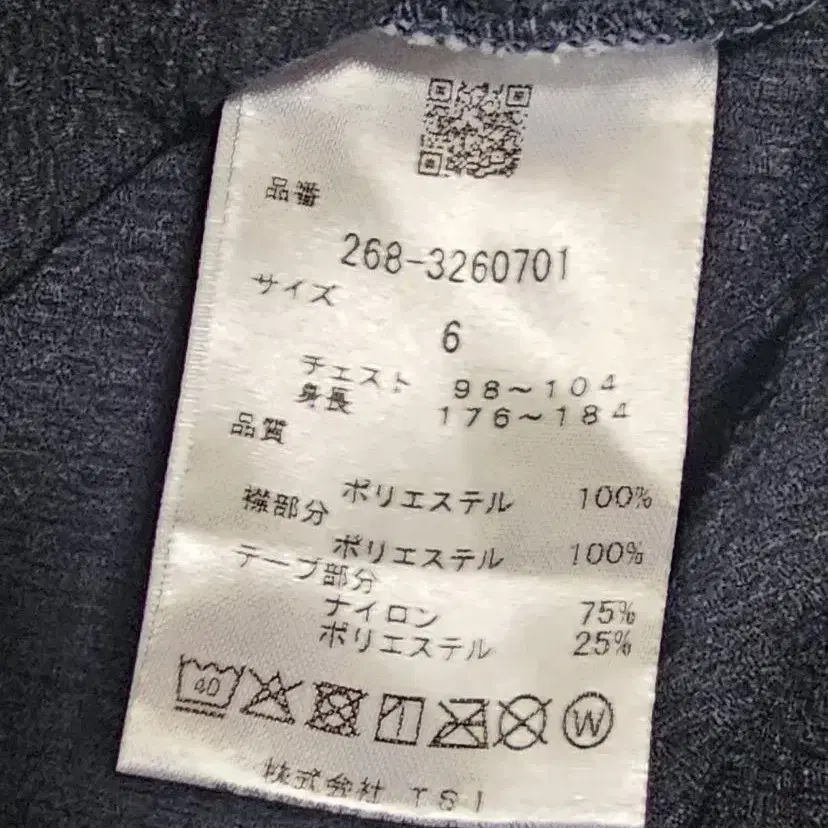 品番
268-3260701
サイズ
6
チェスト 98～104
身長 176～184
品質
ポリエステル 100%
襟部分
ポリエステル 100%
テープ部分
ナイロン 75%
ポリエステル 25%
40
W
株式会社 TSI